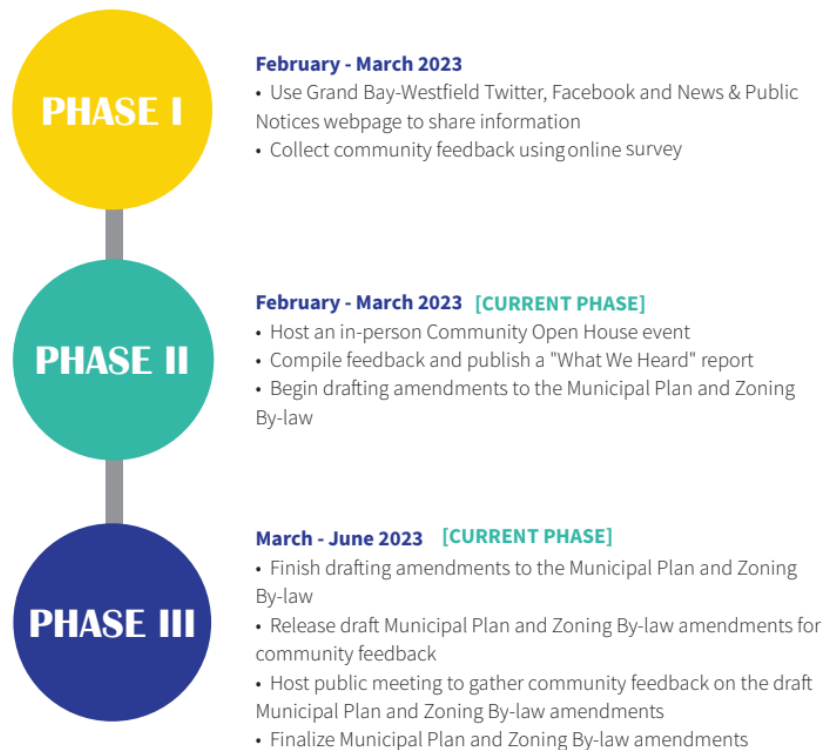 PHASE I
February - March 2023
• Use Grand Bay-Westfield Twitter, Facebook and News & Public
Notices webpage to share information
• Collect community feedback using online survey
PHASE II
February - March 2023 [CURRENT PHASE]
• Host an in-person Community Open House event
• Compile feedback and publish a "What We Heard" report
• Begin drafting amendments to the Municipal Plan and Zoning
By-law
PHASE III
March - June 2023 [CURRENT PHASE]
• Finish drafting amendments to the Municipal Plan and Zoning
By-law
• Release draft Municipal Plan and Zoning By-law amendments for
community feedback
• Host public meeting to gather community feedback on the draft
Municipal Plan and Zoning By-law amendments
• Finalize Municipal Plan and Zoning By-law amendments